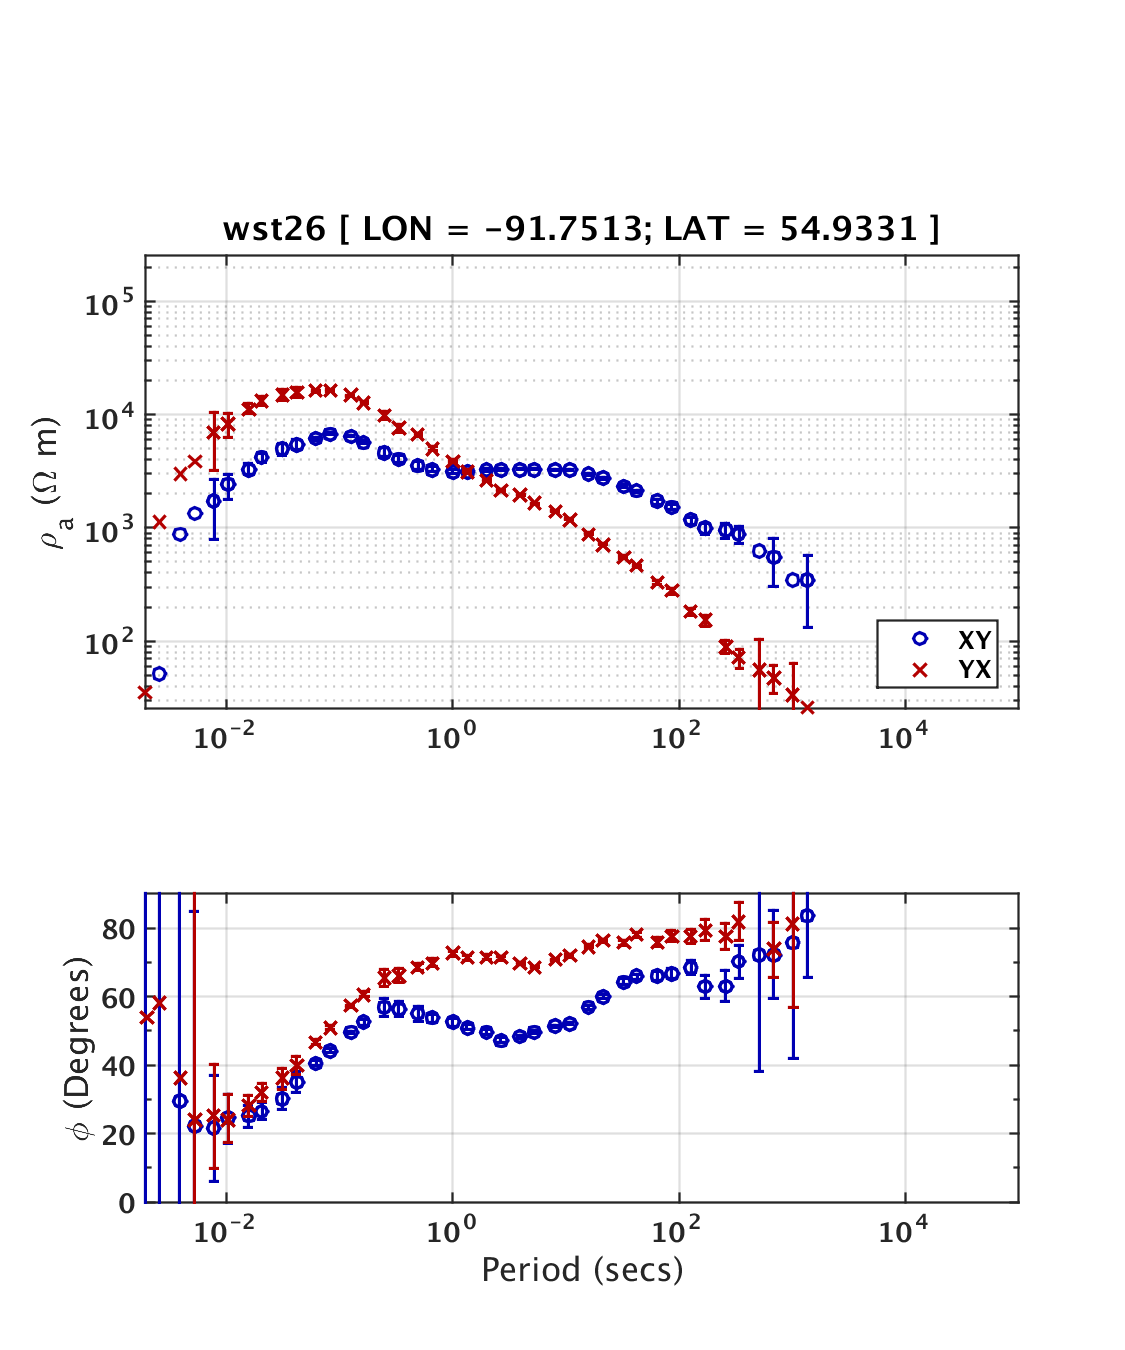 wst26 [ LON = -91.7513; LAT = 54.9331 ]
ρa (Ω m)
10^5
10^4
10^3
10^2
XY
YX
10^-2
10^0
10^2
10^4
ϕ (Degrees)
80
60
40
20
0
10^-2
10^0
10^2
10^4
Period (secs)